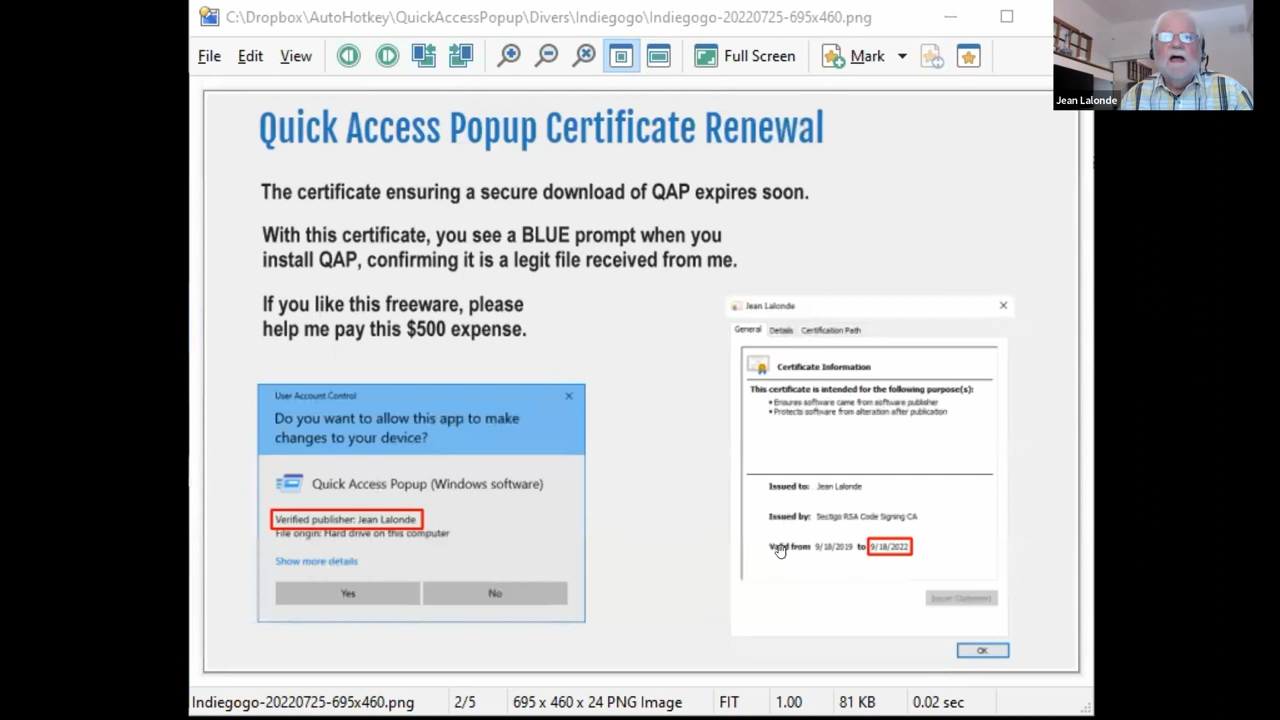 C:\Dropbox\AutoHotkey\QuickAccessPopup\Divers\Indiegogo\Indiegogo-20220725-695x460.png
File Edit View Full Screen Mark
Jean Lalonde
Quick Access Popup Certificate Renewal
The certificate ensuring a secure download of QAP expires soon.
With this certificate, you see a BLUE prompt when you
install QAP, confirming it is a legit file received from me.
If you like this freeware, please
help me pay this $500 expense.
User Account Control
Do you want to allow this app to make
changes to your device?
Quick Access Popup (Windows software)
Verified publisher: Jean Lalonde
File origin: Hard drive on this computer
Show more details
Yes No
Jean Lalonde
General Details Certification Path
Certificate Information
This certificate is intended for the following purpose(s):
• Ensures software came from software publisher
• Protects software from alteration after publication
Issued to: Jean Lalonde
Issued by: Sectigo RSA Code Signing CA
Valid from 9/18/2019 to 9/18/2022
Issuer Statement
OK
Indiegogo-20220725-695x460.png 2/5 695 x 460 x 24 PNG Image FIT 1.00 81 KB 0.02 sec